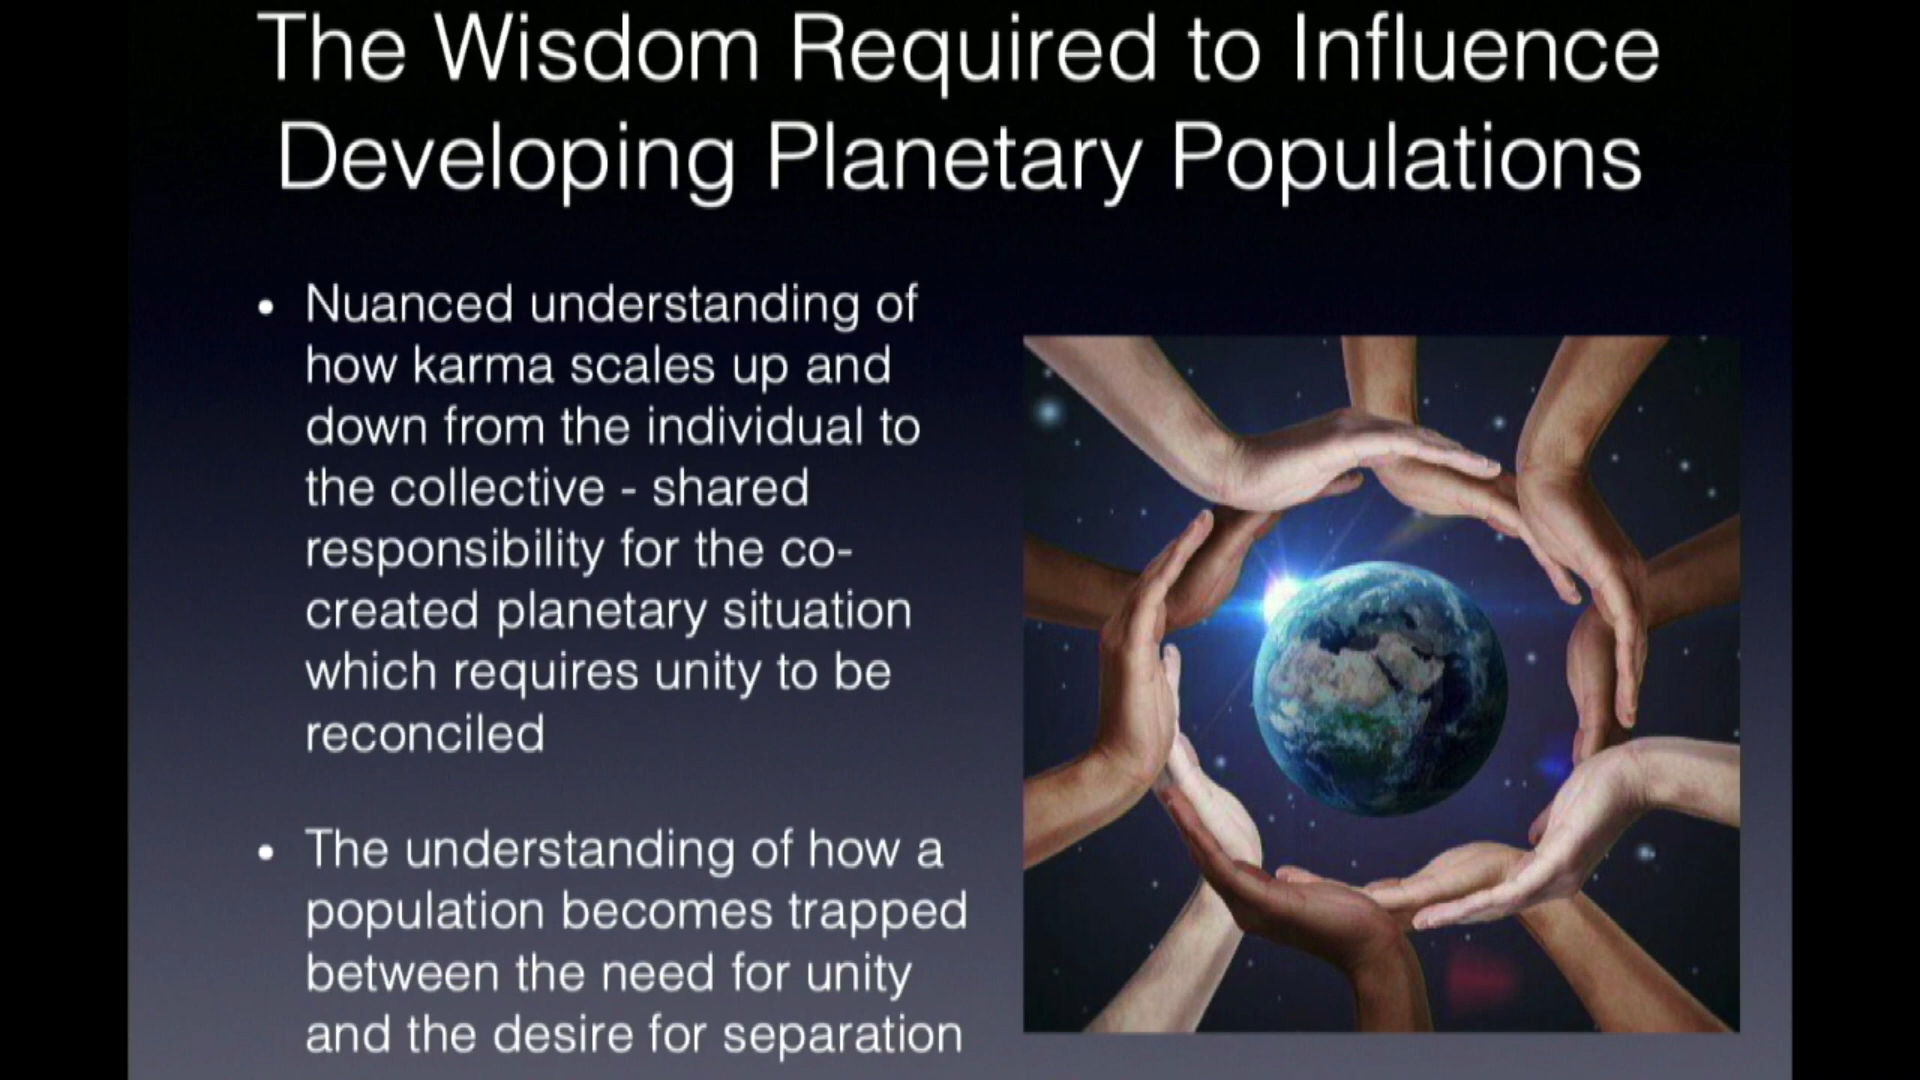 The Wisdom Required to Influence
Developing Planetary Populations
• Nuanced understanding of
how karma scales up and
down from the individual to
the collective - shared
responsibility for the co-
created planetary situation
which requires unity to be
reconciled
• The understanding of how a
population becomes trapped
between the need for unity
and the desire for separation